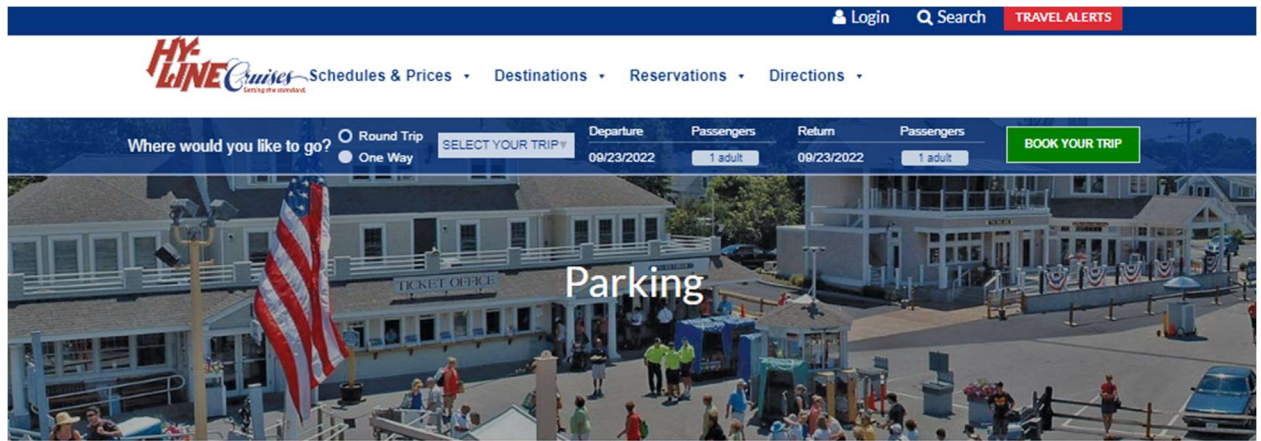 Login Search TRAVEL ALERTS
HY-
LINE Cruises
Setting the standard.
Schedules & Prices Destinations Reservations Directions
Where would you like to go?
Round Trip
One Way
SELECT YOUR TRIP
Departure Passengers Return Passengers
09/23/2022 1 adult 09/23/2022 1 adult
BOOK YOUR TRIP
TICKET OFFICE
Parking